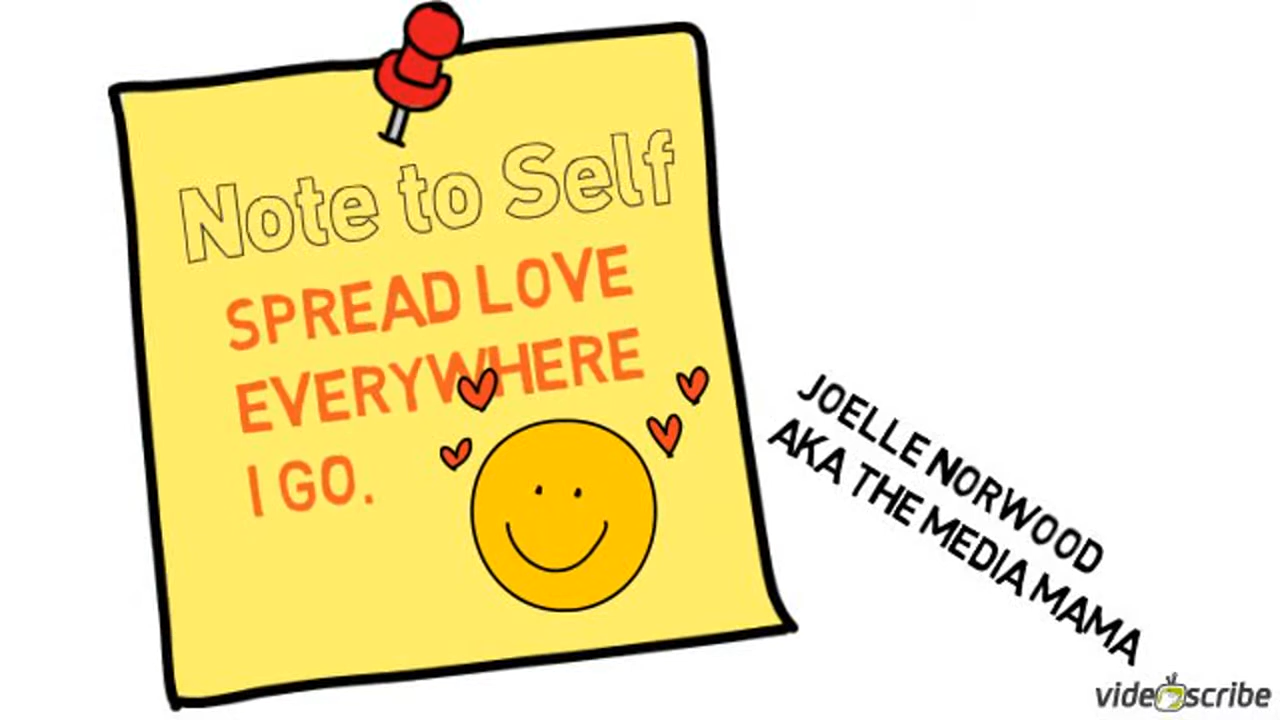 Note to Self
SPREAD LOVE
EVERYWHERE
I GO.
JOELLE NORWOOD
AKA THE MEDIA MAMA
videoscribe